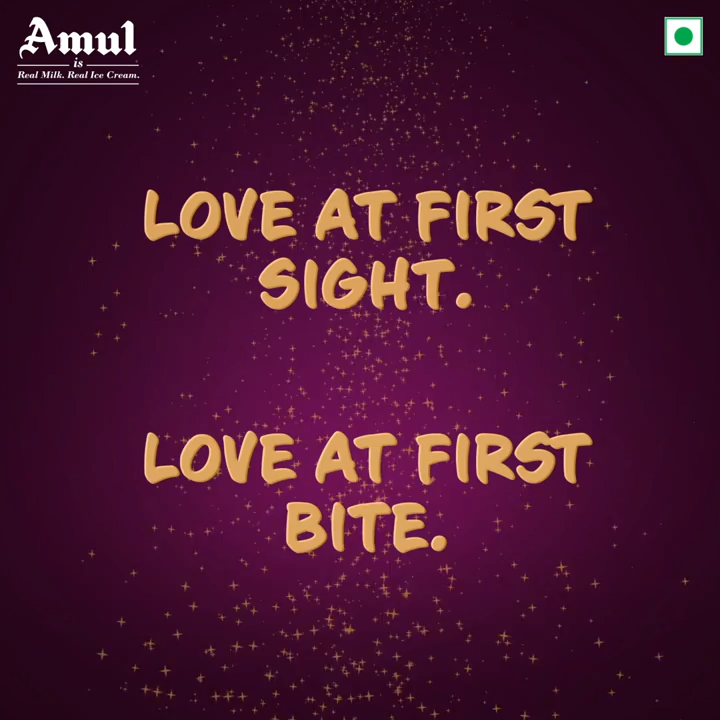 Amul
is
Real Milk. Real Ice Cream.
LOVE AT FIRST
SIGHT.
LOVE AT FIRST
BITE.